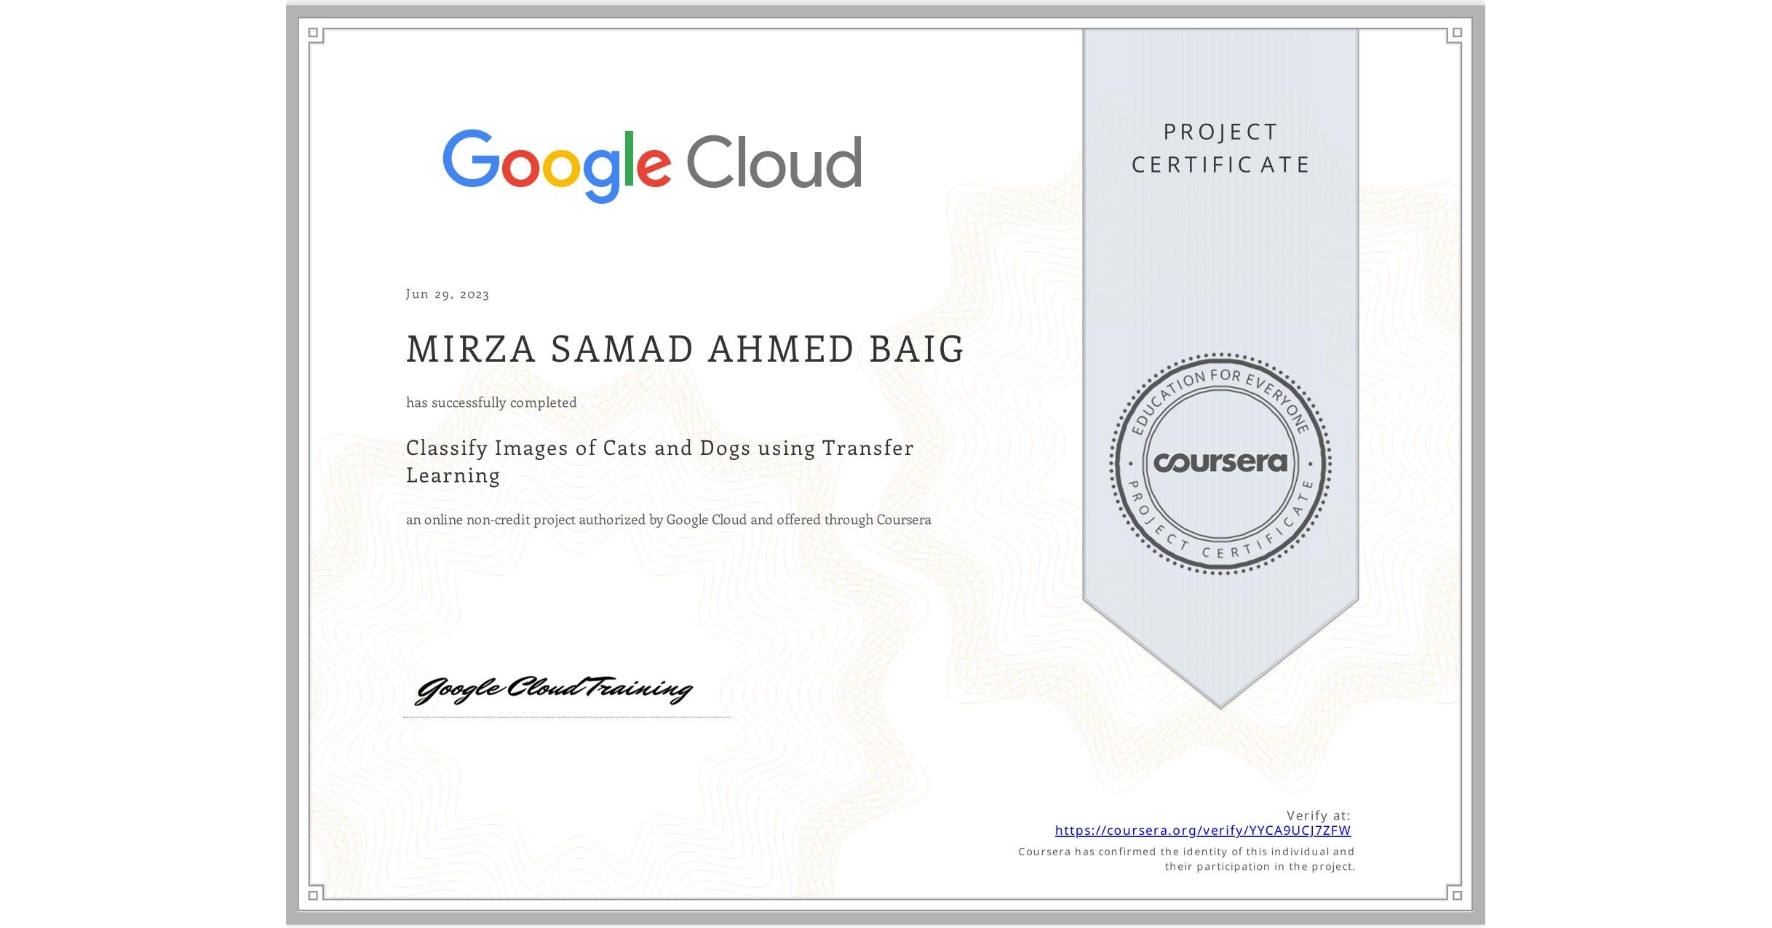 Google Cloud
PROJECT
CERTIFICATE
Jun 29, 2023
MIRZA SAMAD AHMED BAIG
has successfully completed
Classify Images of Cats and Dogs using Transfer
Learning
an online non-credit project authorized by Google Cloud and offered through Coursera
EDUCATION FOR EVERYONE
coursera
PROJECT CERTIFICATE
Google Cloud Training
Verify at:
https://coursera.org/verify/YYCA9UCJ7ZFW
Coursera has confirmed the identity of this individual and
their participation in the project.